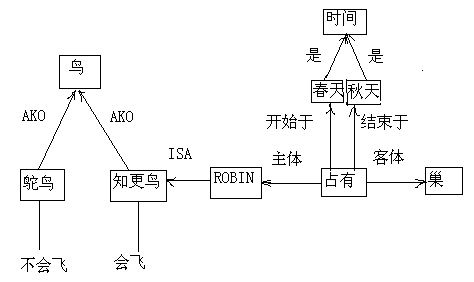 时间
是
是
鸟
春天
秋天
AKO
AKO
开始于
结束于
ISA
主体
客体
鸵鸟
知更鸟
ROBIN
占有
巢
不会飞
会飞